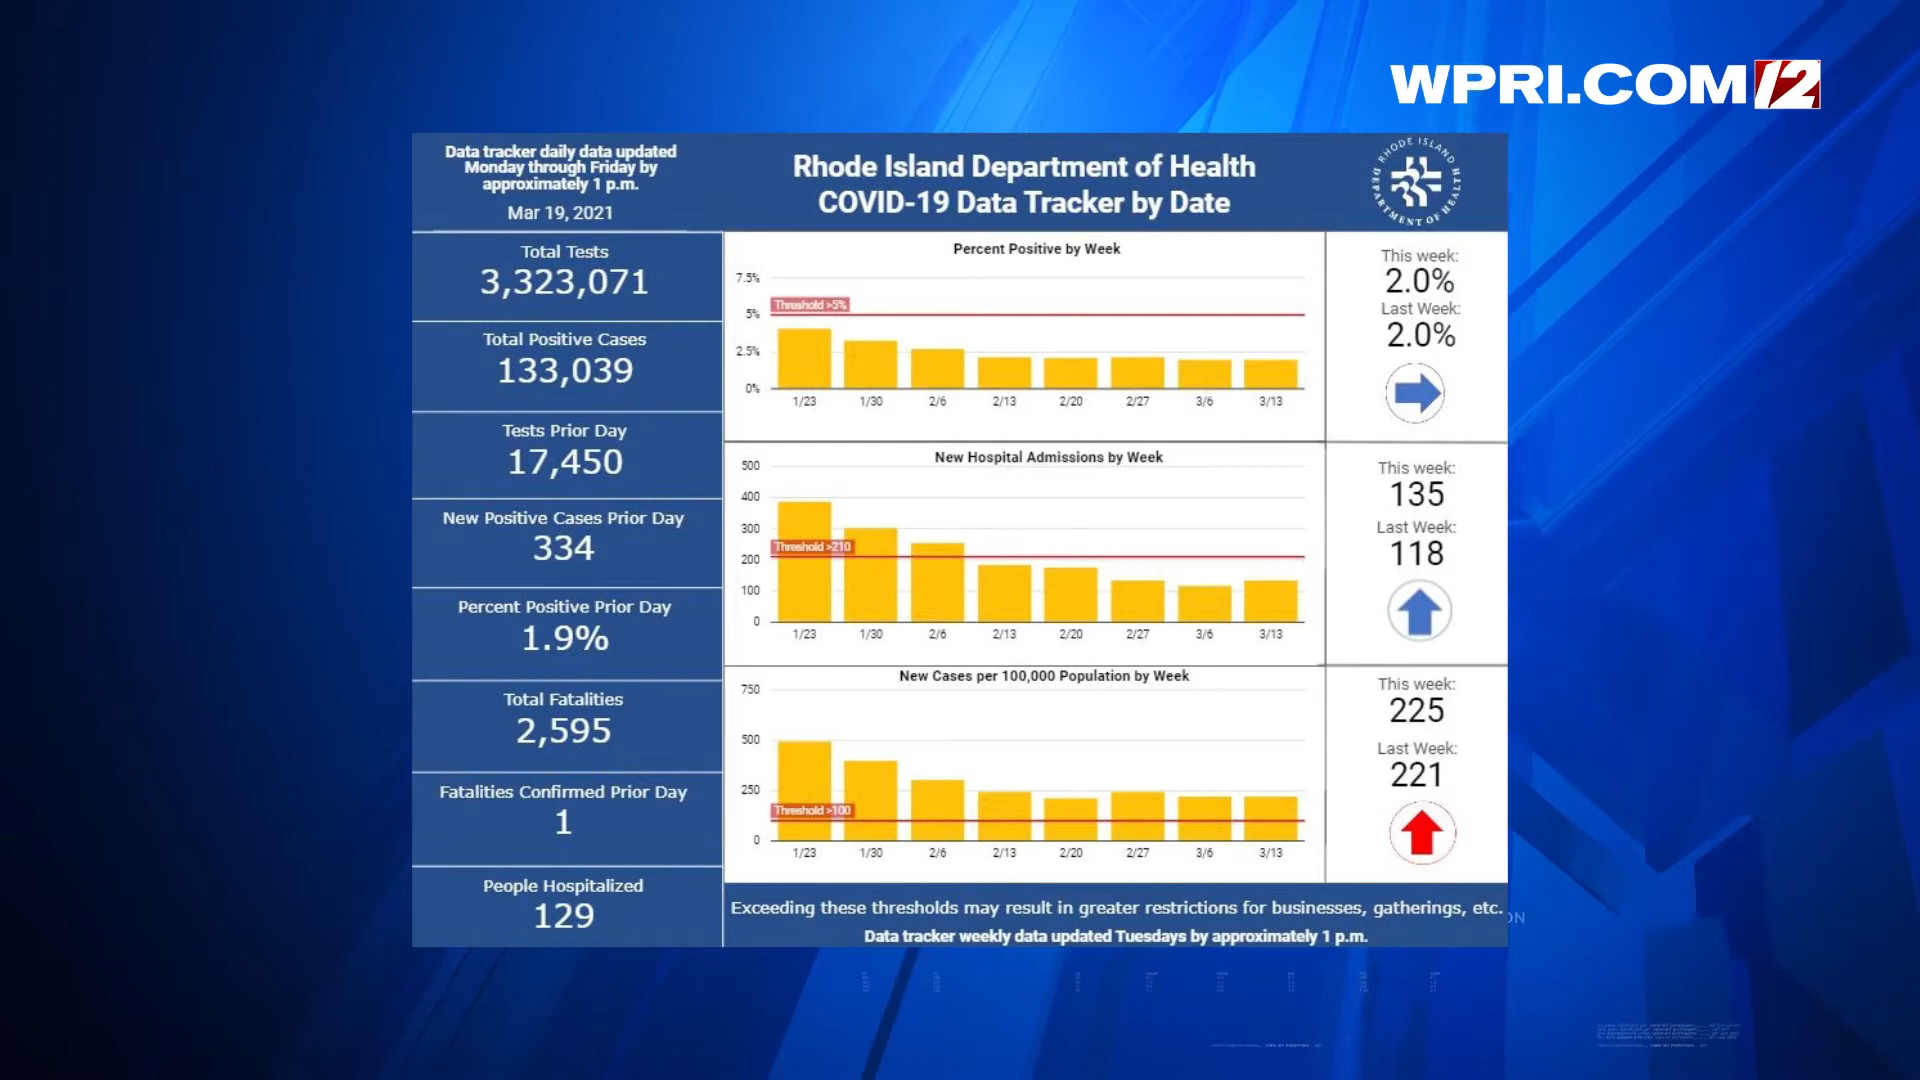 WPRI.COM 12
Data tracker daily data updated
Monday through Friday by
approximately 1 p.m.
Mar 19, 2021
Rhode Island Department of Health
COVID-19 Data Tracker by Date
RHODE ISLAND DEPARTMENT OF HEALTH
Total Tests
3,323,071
Total Positive Cases
133,039
Tests Prior Day
17,450
New Positive Cases Prior Day
334
Percent Positive Prior Day
1.9%
Total Fatalities
2,595
Fatalities Confirmed Prior Day
1
People Hospitalized
129
Percent Positive by Week
7.5%
Threshold >5%
5%
2.5%
0%
1/23 1/30 2/6 2/13 2/20 2/27 3/6 3/13
This week:
2.0%
Last Week:
2.0%
New Hospital Admissions by Week
500
400
300
Threshold >210
200
100
0
1/23 1/30 2/6 2/13 2/20 2/27 3/6 3/13
This week:
135
Last Week:
118
New Cases per 100,000 Population by Week
750
500
250
Threshold >100
0
1/23 1/30 2/6 2/13 2/20 2/27 3/6 3/13
This week:
225
Last Week:
221
Exceeding these thresholds may result in greater restrictions for businesses, gatherings, etc.
Data tracker weekly data updated Tuesdays by approximately 1 p.m.
ON